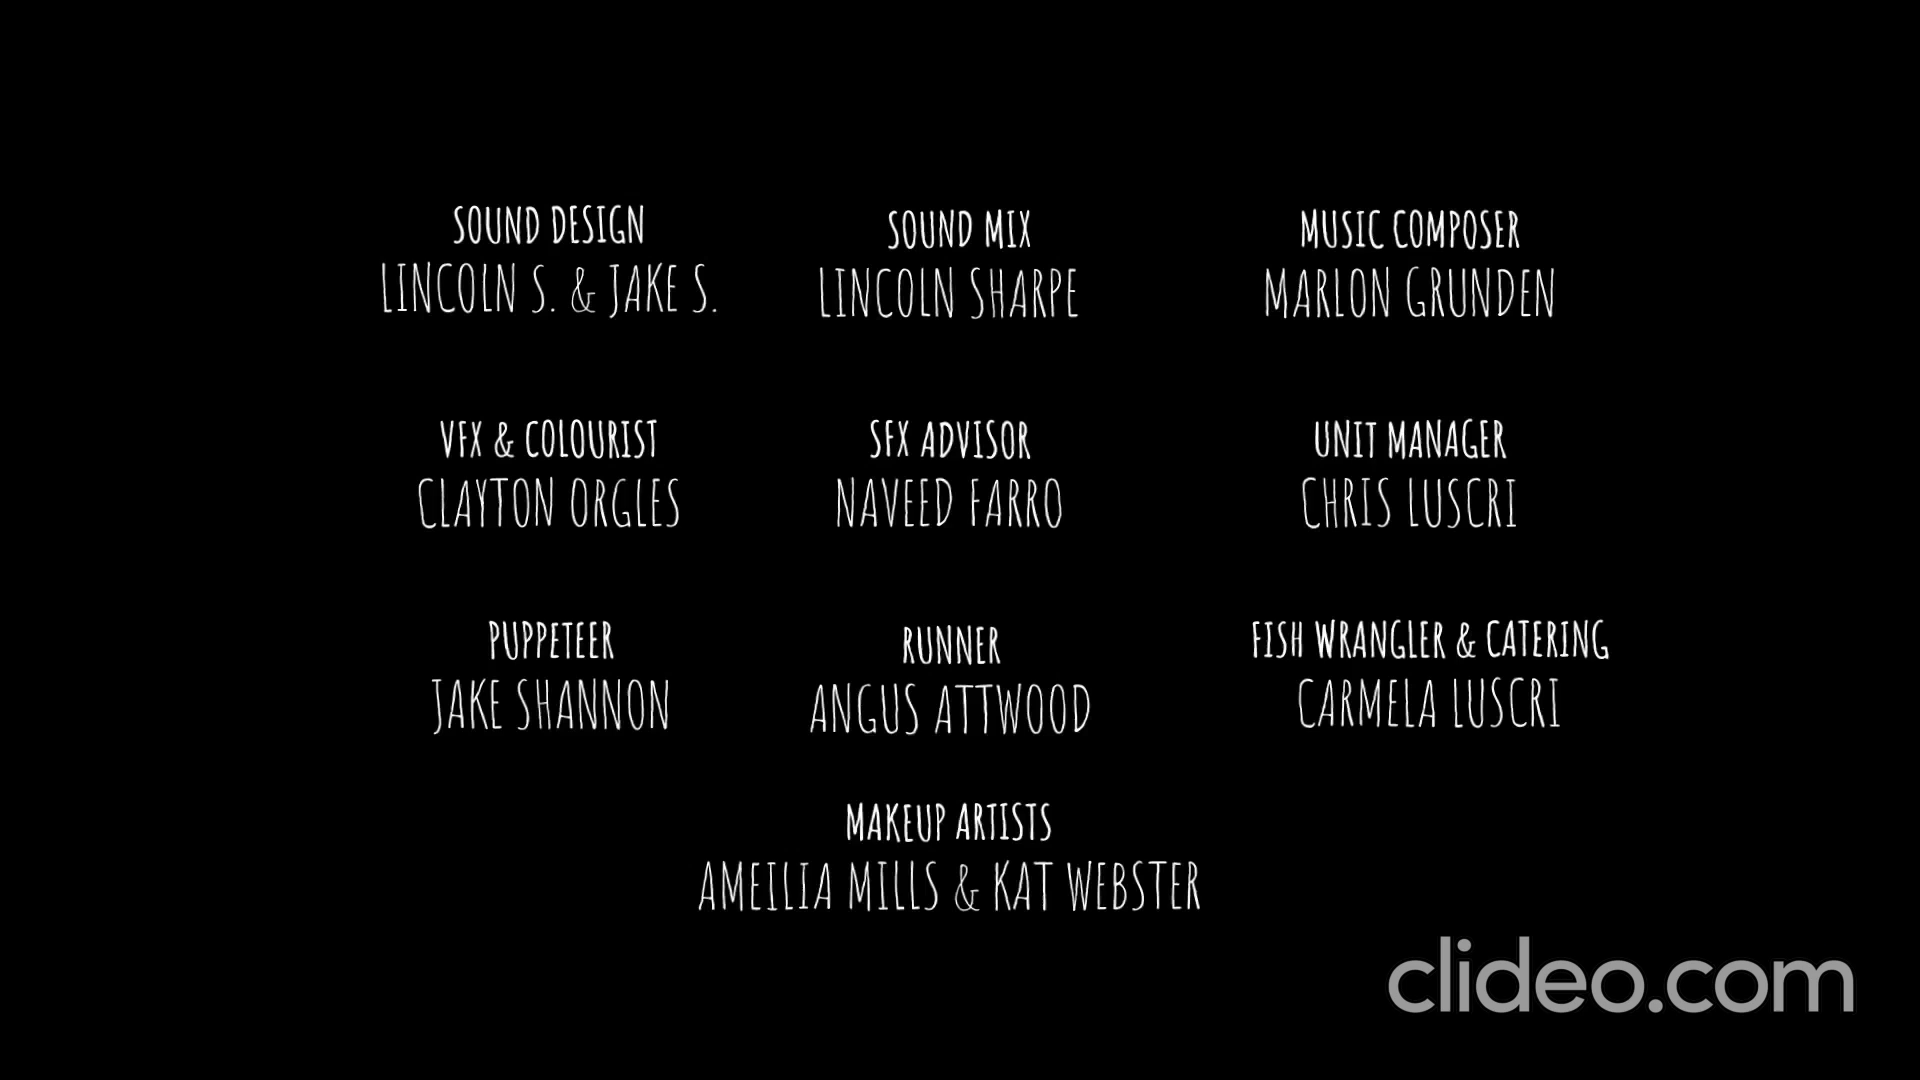 SOUND DESIGN
LINCOLN S. & JAKE S.
SOUND MIX
LINCOLN SHARPE
MUSIC COMPOSER
MARLON GRUNDEN
VFX & COLOURIST
CLAYTON ORGLES
SFX ADVISOR
NAVEED FARRO
UNIT MANAGER
CHRIS LUSCRI
PUPPETEER
JAKE SHANNON
RUNNER
ANGUS ATTWOOD
FISH WRANGLER & CATERING
CARMELA LUSCRI
MAKEUP ARTISTS
AMEILIA MILLS & KAT WEBSTER
clideo.com